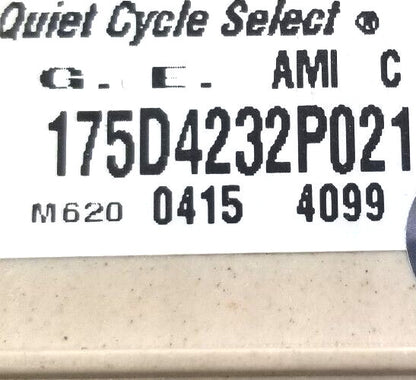 Quiet Cycle Select ®
G. E. AMI C
175D4232P021
M620 0415 4099